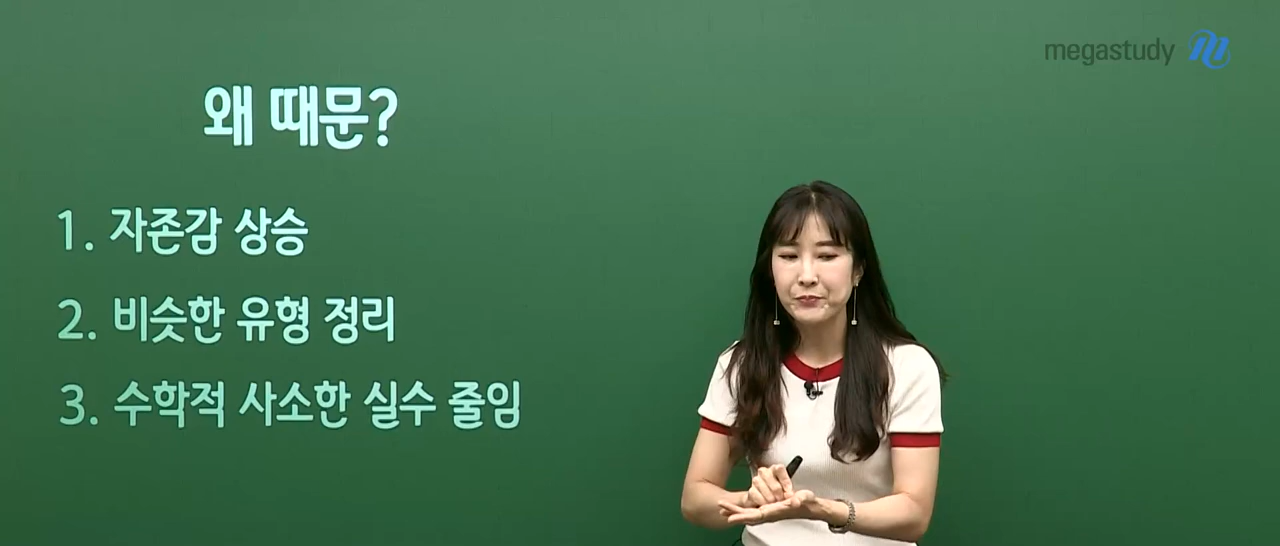 megastudy
왜 때문?
1. 자존감 상승
2. 비슷한 유형 정리
3. 수학적 사소한 실수 줄임